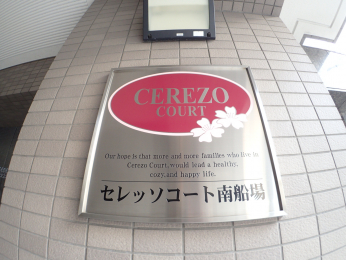 CEREZO
COURT
Our hope is that more and more families who live in
Cerezo Court, would lead a healthy,
cozy, and happy life.
セレッソコート南船場